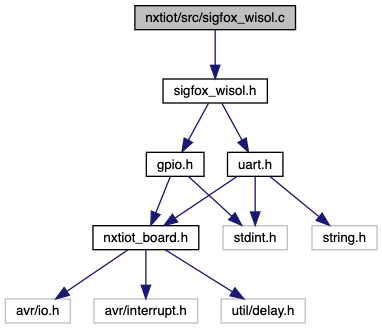 nxtiot/src/sigfox_wisol.c
sigfox_wisol.h
gpio.h
uart.h
nxtiot_board.h
stdint.h
string.h
avr/io.h
avr/interrupt.h
util/delay.h